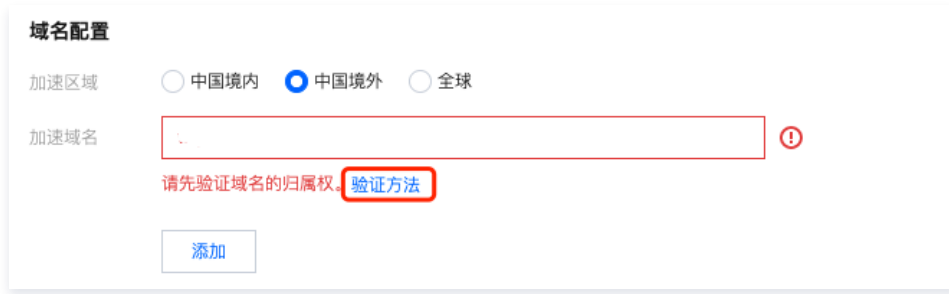 域名配置
加速区域 中国境内 中国境外 全球
加速域名
请先验证域名的归属权。验证方法
添加